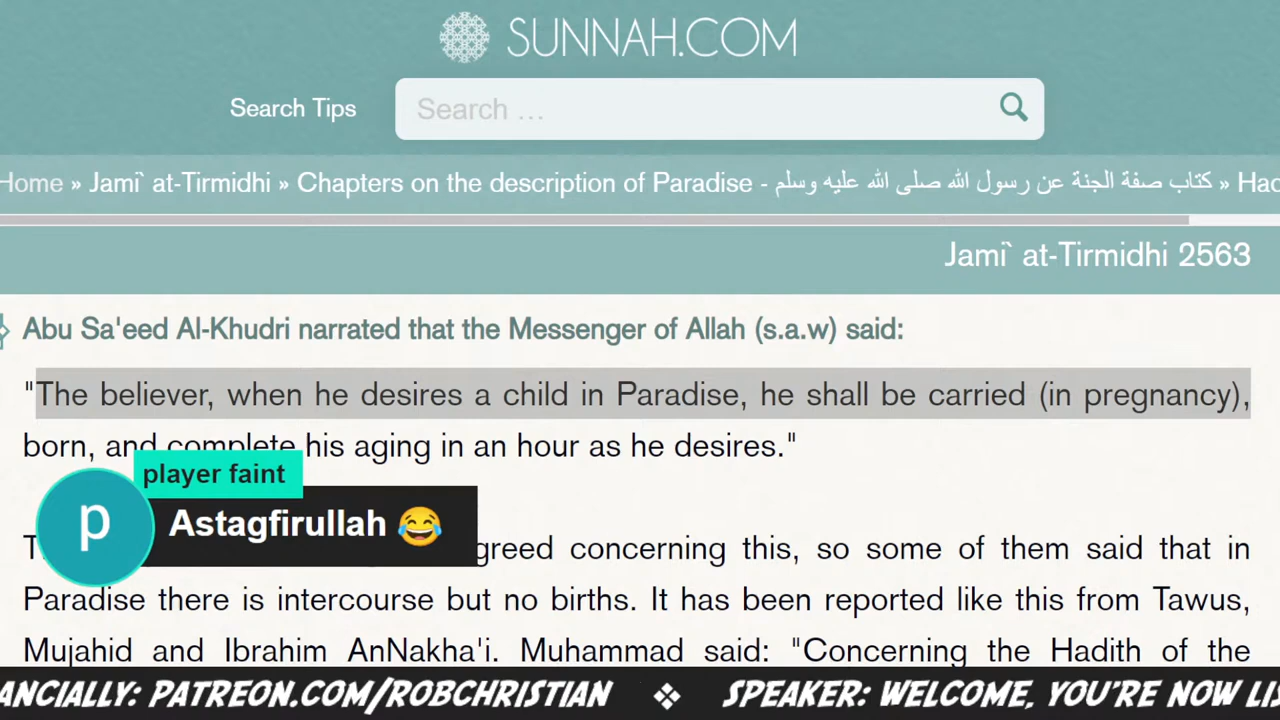 SUNNAH.COM
Search Tips
Search ...
Home » Jami` at-Tirmidhi » Chapters on the description of Paradise - كتاب صفة الجنة عن رسول الله صلى الله عليه وسلم »
Jami` at-Tirmidhi 2563
Abu Sa'eed Al-Khudri narrated that the Messenger of Allah (s.a.w) said:
"The believer, when he desires a child in Paradise, he shall be carried (in pregnancy),
born, and complete his aging in an hour as he desires."
player faint
p
Astagfirullah 😂
concerning this, so some of them said that in
Paradise there is intercourse but no births. It has been reported like this from Tawus,
Mujahid and Ibrahim AnNakha'i. Muhammad said: "Concerning the Hadith of the
PATREON.COM/ROBCHRISTIAN ❖ SPEAKER: WELCOME, YOU'RE NOW